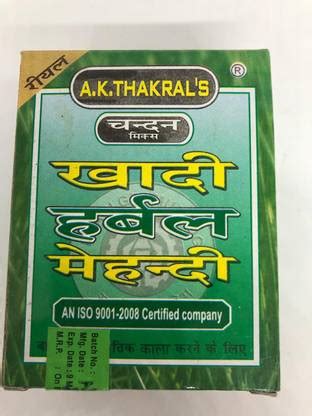 रीयल
A.K.THAKRAL'S
®
चन्दन
मिक्स
खादी
हर्बल
मेहन्दी
AN ISO 9001-2008 Certified company
काला करने के लिए
Batch No. :
Mfg. Date :
Exp. Date :
M.R.P. :